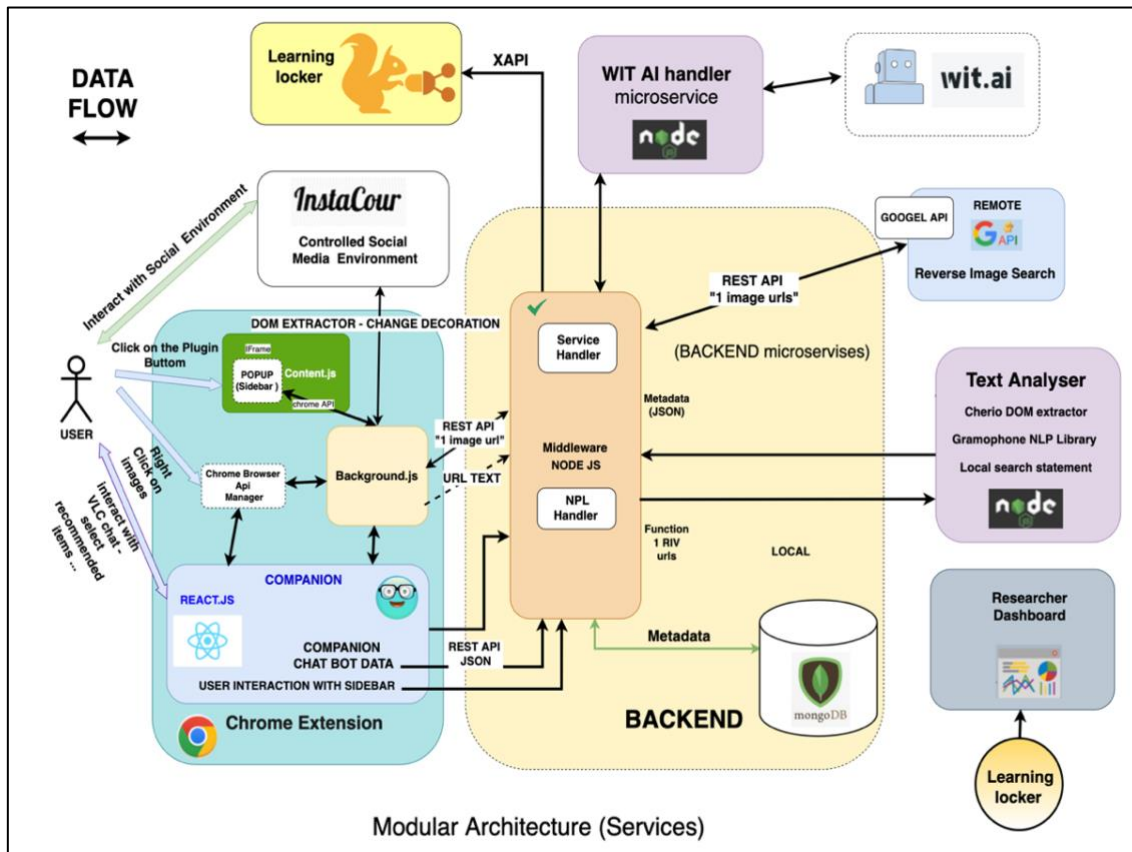 DATA
FLOW
Learning
locker
XAPI
WIT AI handler
microservice
node
JS
wit.ai
InstaCour
Controlled Social
Media Environment
GOOGEL API
REMOTE
G API
Reverse Image Search
Interact with Social Environment
REST API
"1 image urls"
DOM EXTRACTOR - CHANGE DECORATION
Service
Handler
(BACKEND microservises)
Click on the Plugin
Buttom
IFrame
POPUP
(Sidebar )
Content.js
chrome API
USER
Right
Click on
images
Text Analyser
Cherio DOM extractor
Gramophone NLP Library
Local search statement
node
JS
Metadata
(JSON)
REST API
"1 image url"
Middleware
NODE JS
Chrome Browser
Api
Manager
Background.js
URL TEXT
NPL
Handler
interact with
VLC chat -
select
recommended
items ...
Function
1 RIV
urls
LOCAL
COMPANION
REACT.JS
COMPANION
CHAT BOT DATA
REST API
JSON
USER INTERACTION WITH SIDEBAR
Metadata
mongoDB
Researcher
Dashboard
Chrome Extension
BACKEND
Learning
locker
Modular Architecture (Services)